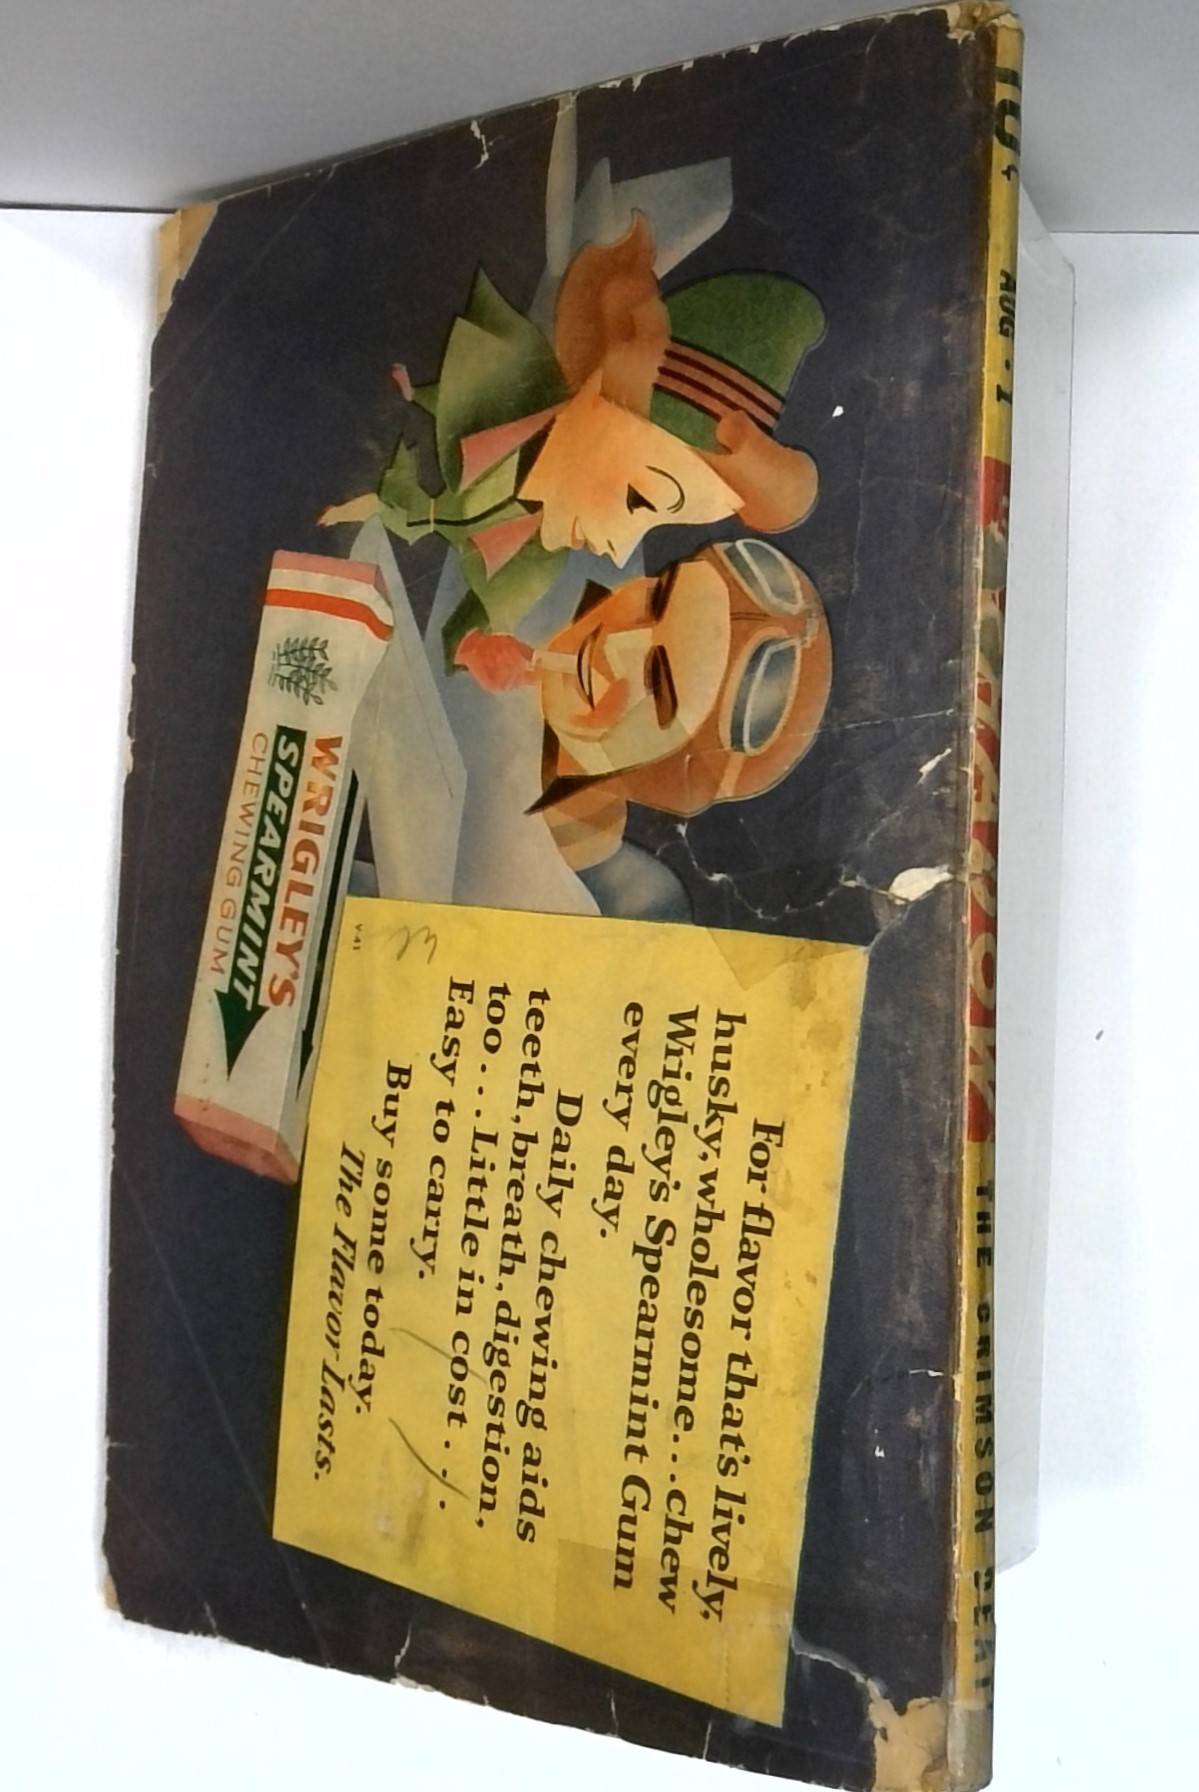 For flavor that's lively,
husky, wholesome...chew
Wrigley's Spearmint Gum
every day.
Daily chewing aids
teeth, breath, digestion,
too...Little in cost...
Easy to carry.
Buy some today.
The Flavor Lasts.
V-41
WRIGLEY'S
SPEARMINT
CHEWING GUM
10¢ AUG·1
THE CRIMSON